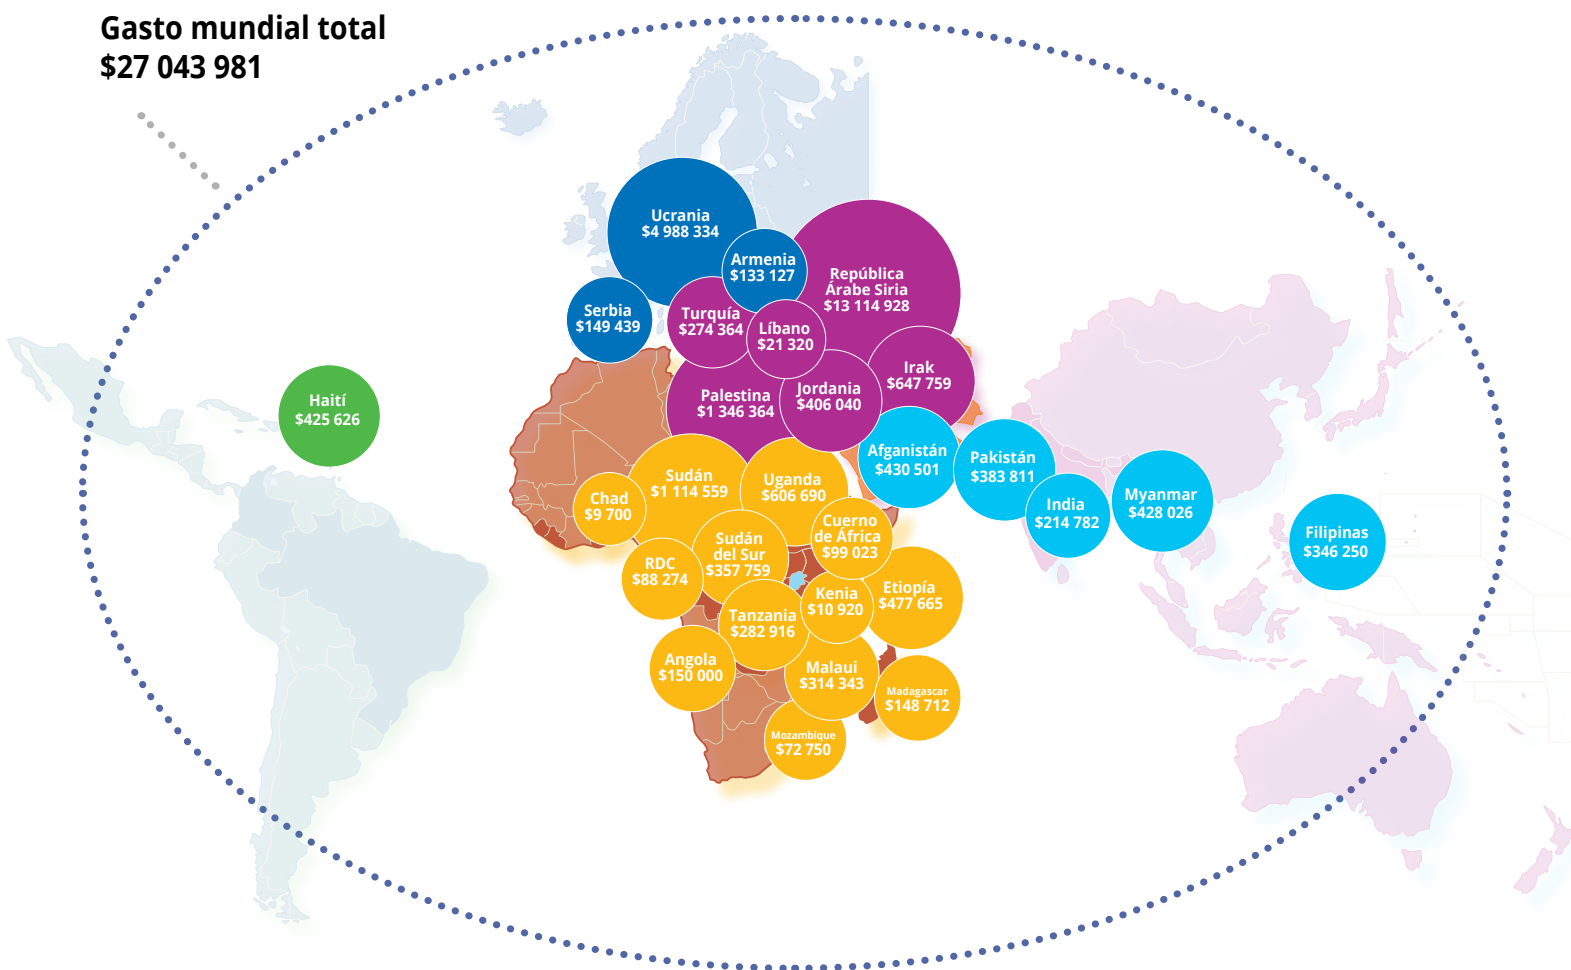 Gasto mundial total
$27 043 981
Ucrania
$4 988 334
Armenia
$133 127
República
Árabe Siria
$13 114 928
Serbia
$149 439
Turquía
$274 364
Líbano
$21 320
Irak
$647 759
Palestina
$1 346 364
Jordania
$406 040
Haití
$425 626
Afganistán
$430 501
Pakistán
$383 811
India
$214 782
Myanmar
$428 026
Filipinas
$346 250
Sudán
$1 114 559
Uganda
$606 690
Chad
$9 700
Cuerno
de África
$99 023
Sudán
del Sur
$357 759
RDC
$88 274
Etiopía
$477 665
Kenia
$10 920
Tanzania
$282 916
Angola
$150 000
Malaui
$314 343
Madagascar
$148 712
Mozambique
$72 750